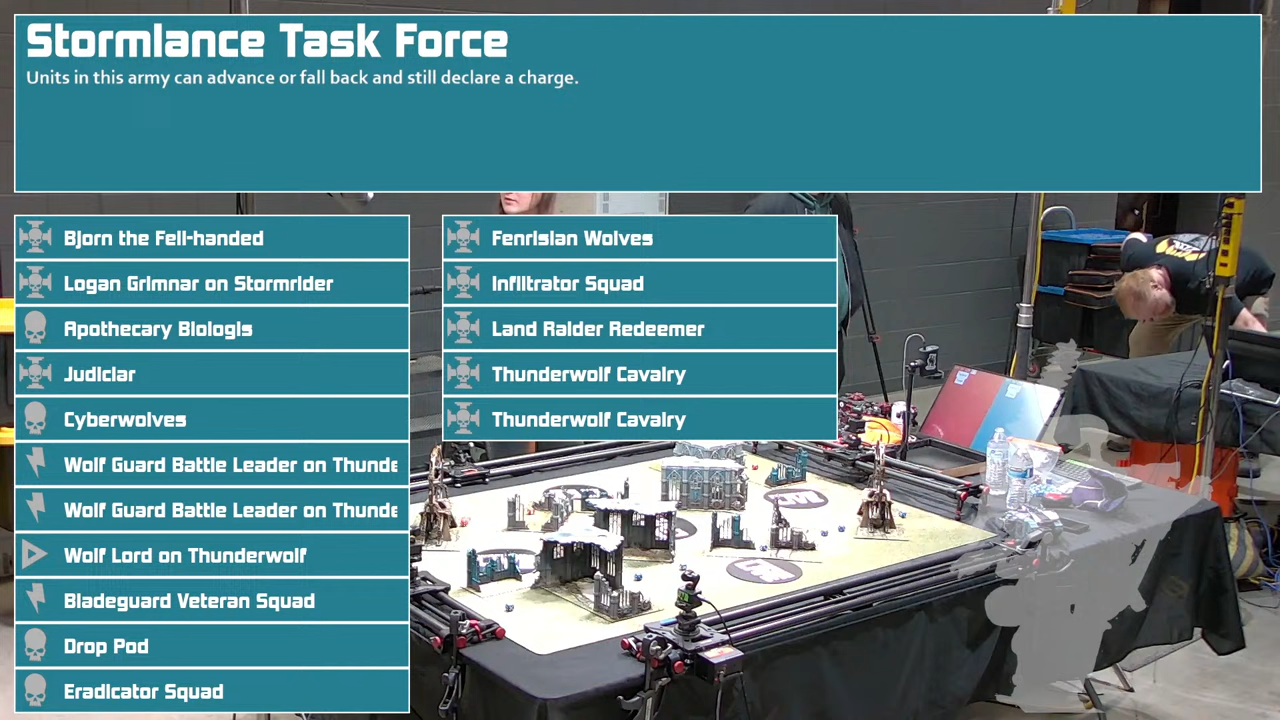 Stormlance Task Force
Units in this army can advance or fall back and still declare a charge.
Bjorn the Fell-handed
Logan Grimnar on Stormrider
Apothecary Biologis
Judiciar
Cyberwolves
Wolf Guard Battle Leader on Thunde
Wolf Guard Battle Leader on Thunde
Wolf Lord on Thunderwolf
Bladeguard Veteran Squad
Drop Pod
Eradicator Squad
Fenrisian Wolves
Infiltrator Squad
Land Raider Redeemer
Thunderwolf Cavalry
Thunderwolf Cavalry